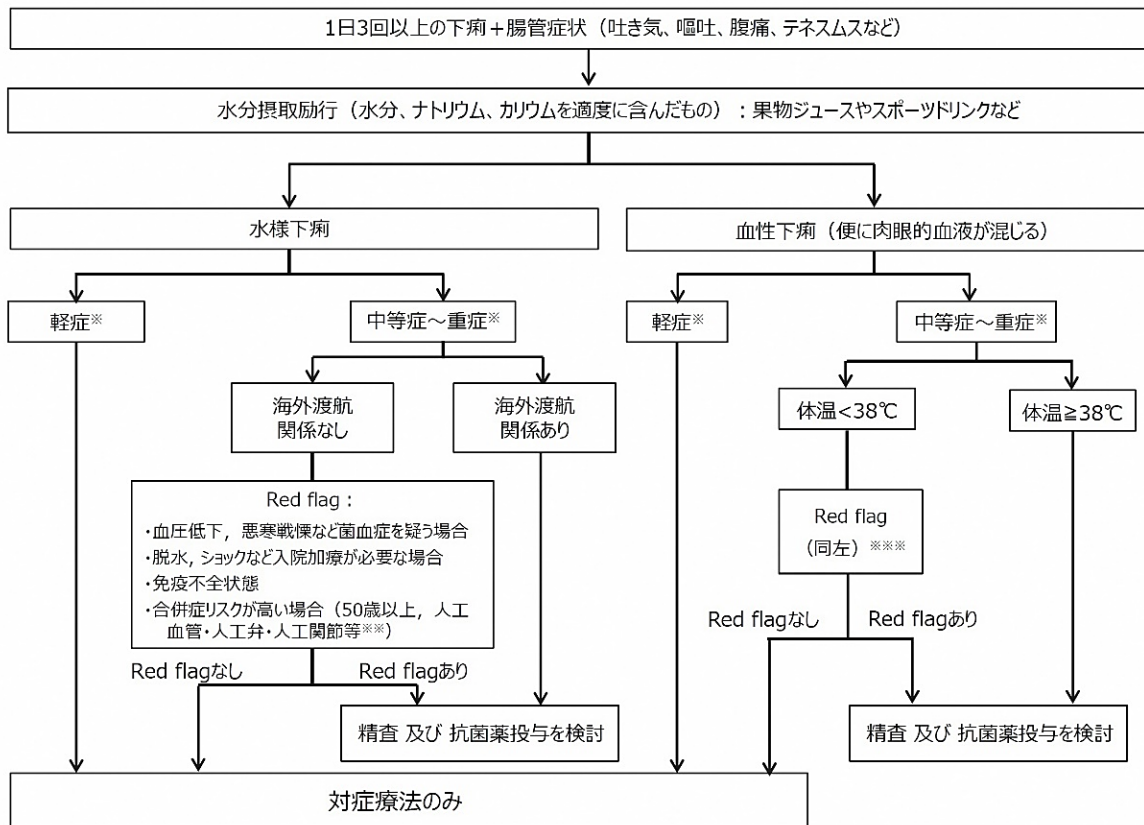 1日3回以上の下痢＋腸管症状（吐き気、嘔吐、腹痛、テネスムスなど）
水分摂取励行（水分、ナトリウム、カリウムを適度に含んだもの）：果物ジュースやスポーツドリンクなど
水様下痢
血性下痢（便に肉眼的血液が混じる）
軽症※
中等症～重症※
軽症※
中等症～重症※
海外渡航
関係なし
海外渡航
関係あり
体温<38℃
体温≧38℃
Red flag：
・血圧低下，悪寒戦慄など菌血症を疑う場合
・脱水，ショックなど入院加療が必要な場合
・免疫不全状態
・合併症リスクが高い場合（50歳以上，人工
血管・人工弁・人工関節等※※）
Red flag
（同左）※※※
Red flagなし
Red flagあり
Red flagなし
Red flagあり
精査 及び 抗菌薬投与を検討
精査 及び 抗菌薬投与を検討
対症療法のみ